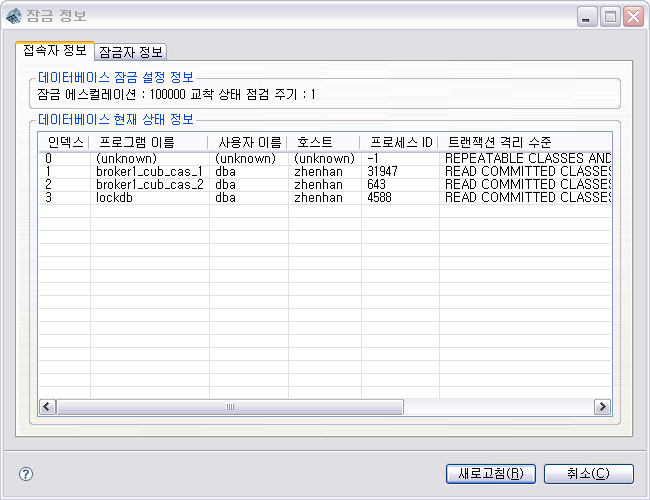 잠금 정보
접속자 정보 잠금자 정보
데이터베이스 잠금 설정 정보
잠금 에스컬레이션 : 100000 교착 상태 점검 주기 : 1
데이터베이스 현재 상태 정보
인덱스 프로그램 이름 사용자 이름 호스트 프로세스 ID 트랜잭션 격리 수준
0 (unknown) (unknown) (unknown) -1 REPEATABLE CLASSES AND
1 broker1_cub_cas_1 dba zhenhan 31947 READ COMMITTED CLASSES
2 broker1_cub_cas_2 dba zhenhan 643 READ COMMITTED CLASSES
3 lockdb dba zhenhan 4588 READ COMMITTED CLASSES
새로고침(R) 취소(C)